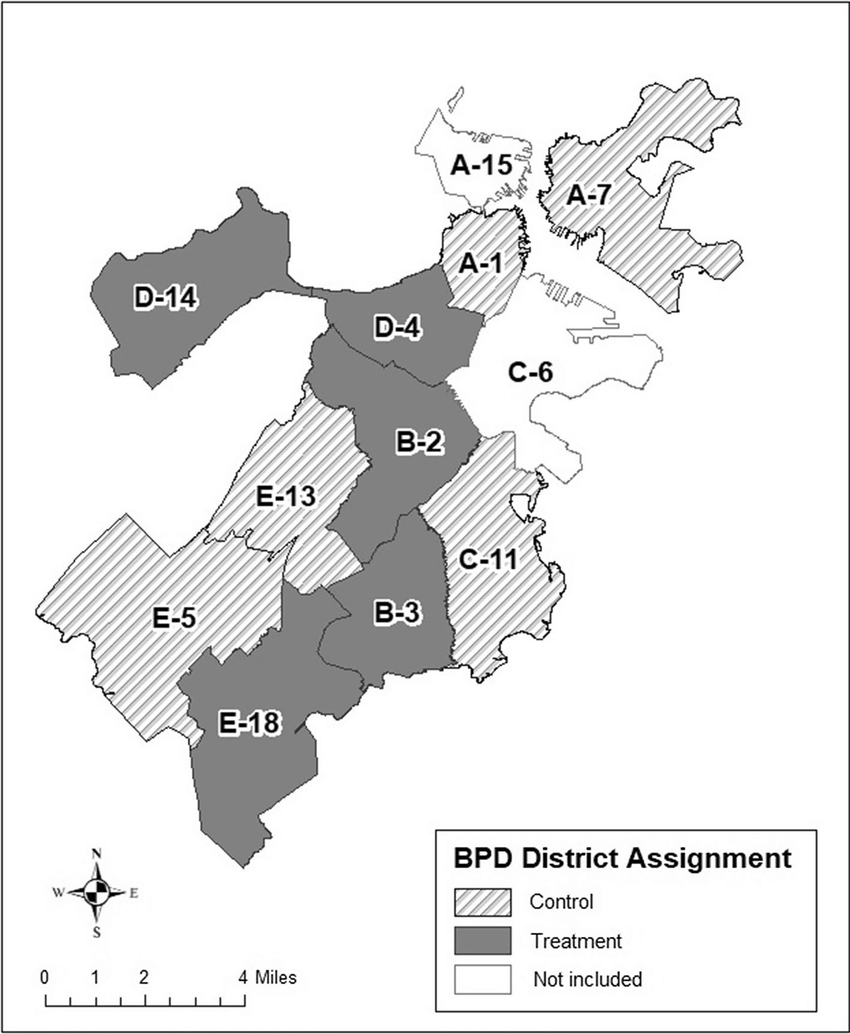 A-15
A-7
A-1
D-14
D-4
C-6
B-2
E-13
C-11
B-3
E-5
E-18
N
W E
S
0 1 2 4 Miles
BPD District Assignment
Control
Treatment
Not included